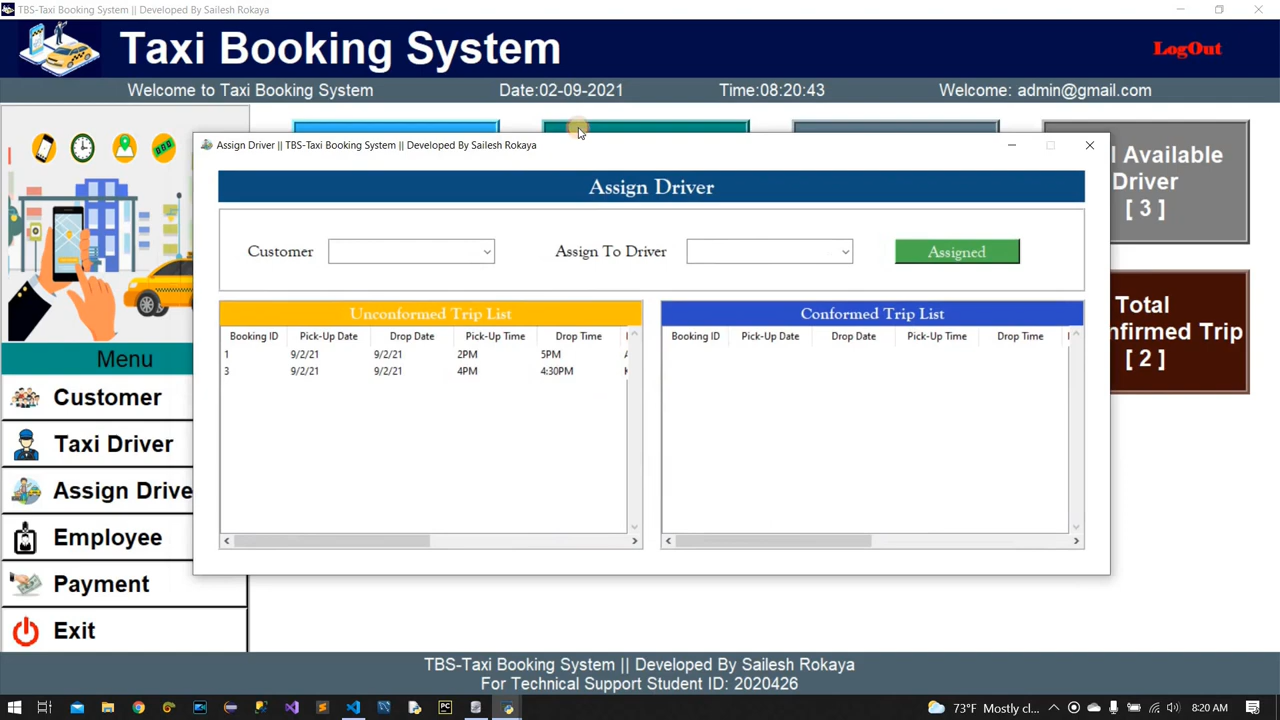 TBS-Taxi Booking System || Developed By Sailesh Rokaya
Taxi Booking System
LogOut
Welcome to Taxi Booking System
Date:02-09-2021
Time:08:20:43
Welcome: admin@gmail.com
Assign Driver || TBS-Taxi Booking System || Developed By Sailesh Rokaya
Assign Driver
Customer
Assign To Driver
Assigned
Unconformed Trip List
Booking ID Pick-Up Date Drop Date Pick-Up Time Drop Time
1 9/2/21 9/2/21 2PM 5PM
3 9/2/21 9/2/21 4PM 4:30PM
Conformed Trip List
Booking ID Pick-Up Date Drop Date Pick-Up Time Drop Time
Available
Driver
[ 3 ]
Total
nfirmed Trip
[ 2 ]
Menu
Customer
Taxi Driver
Assign Drive
Employee
Payment
Exit
TBS-Taxi Booking System || Developed By Sailesh Rokaya
For Technical Support Student ID: 2020426
73°F Mostly cl...
8:20 AM